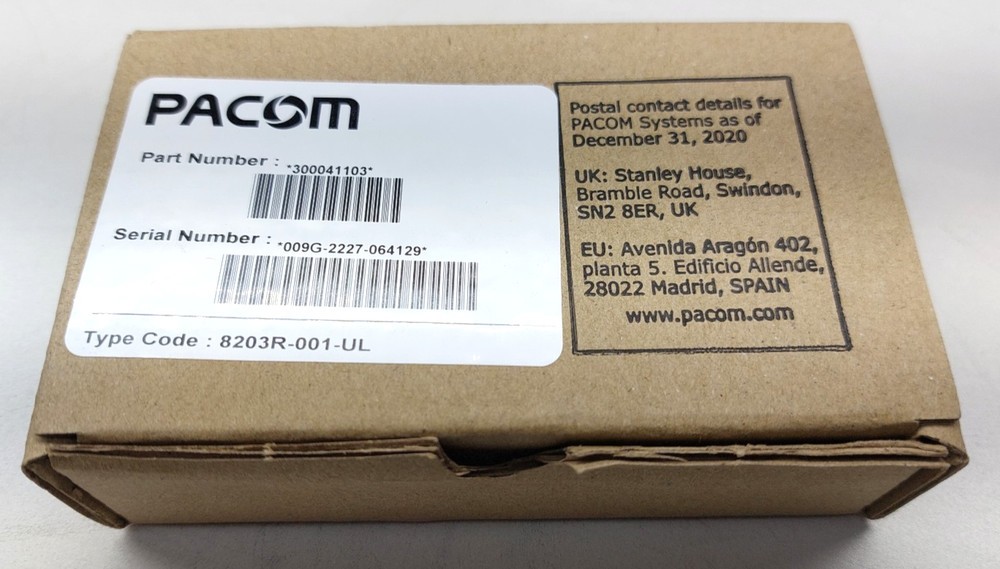 PACOM
Part Number : *300041103*
Serial Number : *009G-2227-064129*
Type Code : 8203R-001-UL
Postal contact details for
PACOM Systems as of
December 31, 2020
UK: Stanley House,
Bramble Road, Swindon,
SN2 8ER, UK
EU: Avenida Aragón 402,
planta 5. Edificio Allende,
28022 Madrid, SPAIN
www.pacom.com